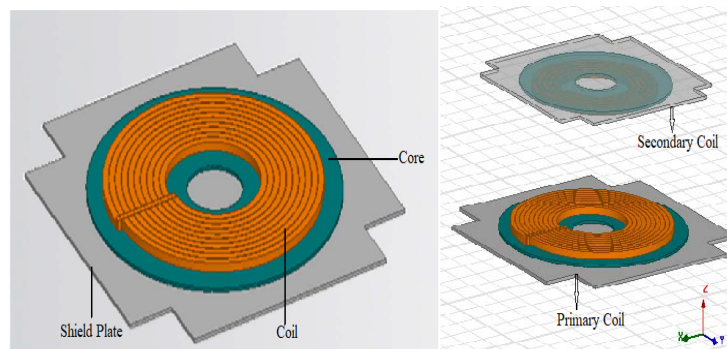 Core
Shield Plate
Coil
Secondary Coil
Primary Coil
Z
X
Y